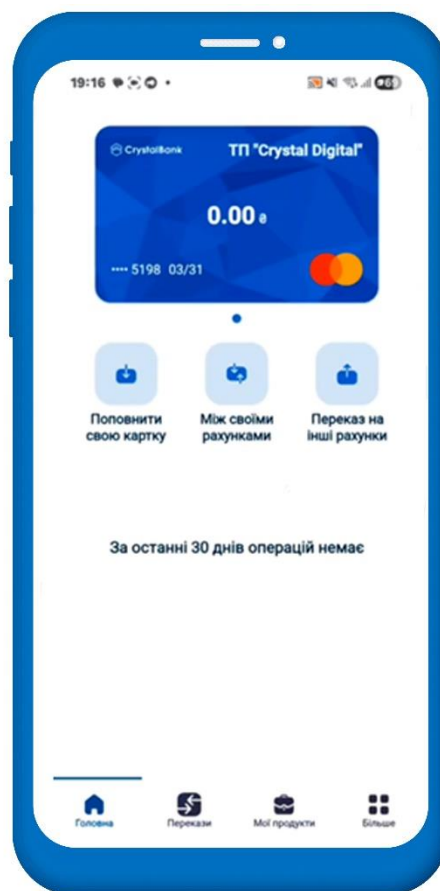 19:16
CrystalBank
ТП "Crystal Digital"
0.00 ₴
•••• 5198 03/31
Поповнити
свою картку
Між своїми
рахунками
Переказ на
інші рахунки
За останні 30 днів операцій немає
Головна
Перекази
Мої продукти
Більше